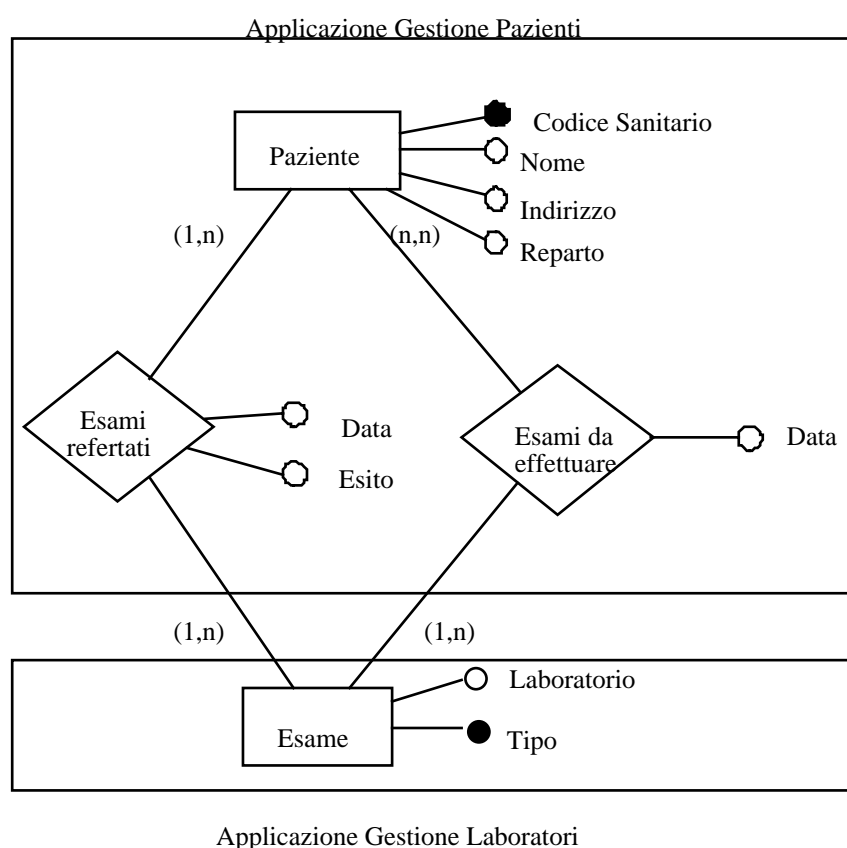 Applicazione Gestione Pazienti
Paziente
Codice Sanitario
Nome
Indirizzo
Reparto
(1,n)
(n,n)
Esami
refertati
Data
Esito
Esami da
effettuare
Data
(1,n)
(1,n)
Esame
Laboratorio
Tipo
Applicazione Gestione Laboratori